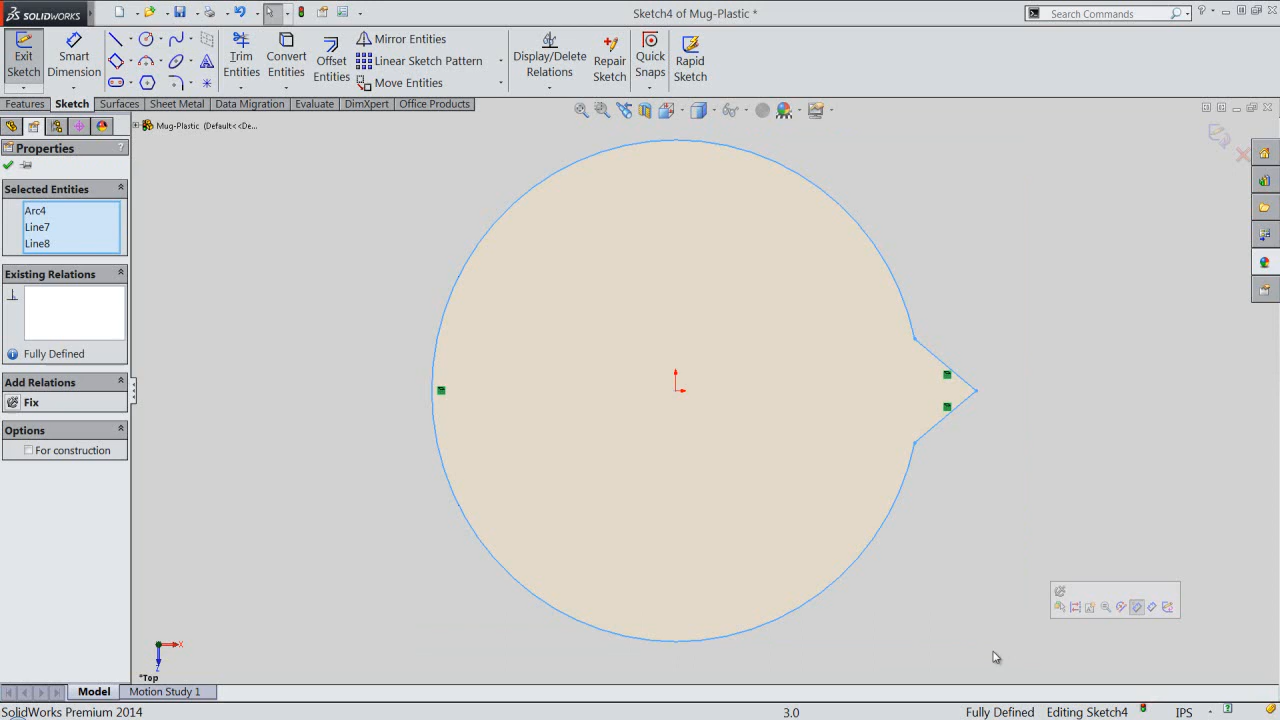 SOLIDWORKS
Sketch4 of Mug-Plastic *
Search Commands
Exit Sketch
Smart Dimension
Trim Entities
Convert Entities
Offset Entities
Mirror Entities
Linear Sketch Pattern
Move Entities
Display/Delete Relations
Repair Sketch
Quick Snaps
Rapid Sketch
Features
Sketch
Surfaces
Sheet Metal
Data Migration
Evaluate
DimXpert
Office Products
Mug-Plastic (Default<<De...
Properties
?
Selected Entities
Arc4
Line7
Line8
Existing Relations
Fully Defined
Add Relations
Fix
Options
For construction
X
Z
*Top
Model
Motion Study 1
SolidWorks Premium 2014
3.0
Fully Defined
Editing Sketch4
IPS